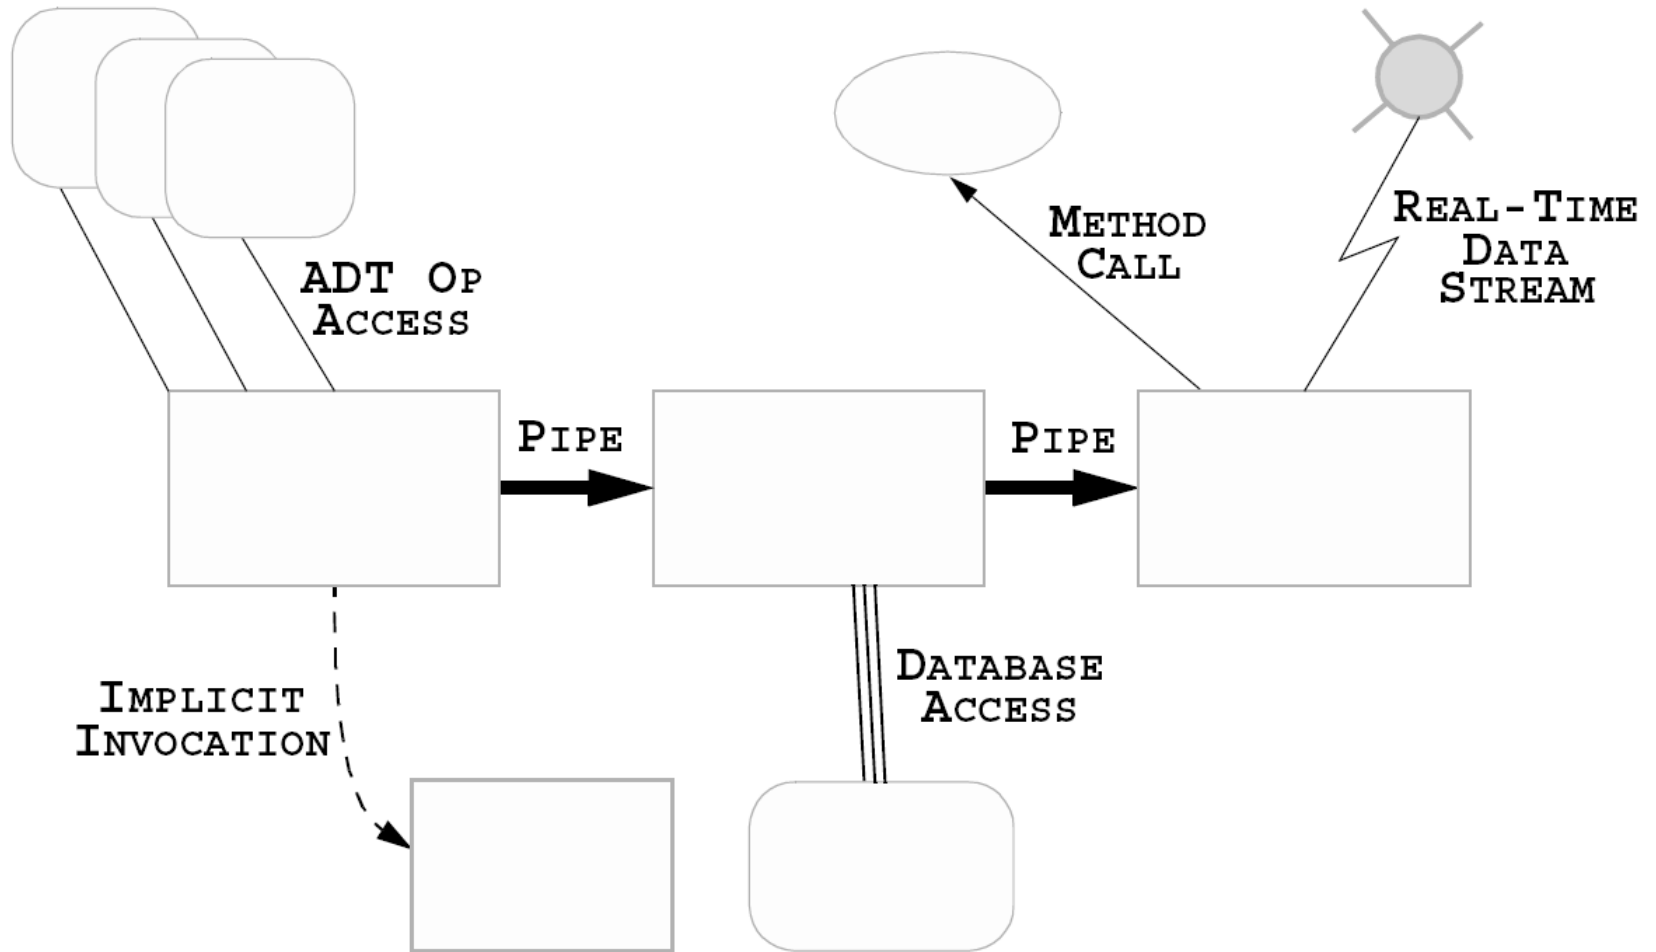 ADT OP
ACCESS
METHOD
CALL
REAL-TIME
DATA
STREAM
PIPE
PIPE
IMPLICIT
INVOCATION
DATABASE
ACCESS